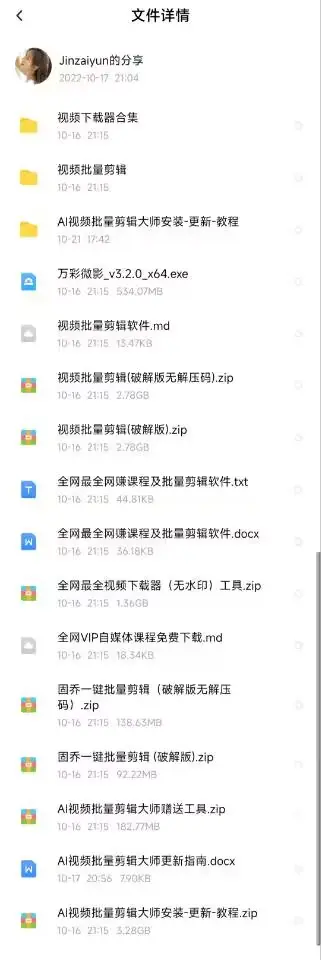 文件详情
Jinzaiyun的分享
2022-10-17 21:04
视频下载器合集
10-16 21:15
视频批量剪辑
10-16 21:15
AI视频批量剪辑大师安装-更新-教程
10-21 17:42
万彩微影_v3.2.0_x64.exe
10-16 21:15 534.07MB
视频批量剪辑软件.md
10-16 21:15 13.47KB
视频批量剪辑(破解版无解压码).zip
10-16 21:15 2.78GB
视频批量剪辑(破解版).zip
10-16 21:15 2.78GB
全网最全网赚课程及批量剪辑软件.txt
10-16 21:15 44.81KB
全网最全网赚课程及批量剪辑软件.docx
10-16 21:15 36.18KB
全网最全视频下载器（无水印）工具.zip
10-16 21:15 1.36GB
全网VIP自媒体课程免费下载.md
10-16 21:15 18.34KB
固乔一键批量剪辑（破解版无解压
码）.zip
10-16 21:15 138.63MB
固乔一键批量剪辑 (破解版).zip
10-16 21:15 92.22MB
AI视频批量剪辑大师赠送工具.zip
10-16 21:15 182.77MB
AI视频批量剪辑大师更新指南.docx
10-17 20:56 7.90KB
AI视频批量剪辑大师安装-更新-教程.zip
10-16 21:15 3.28GB